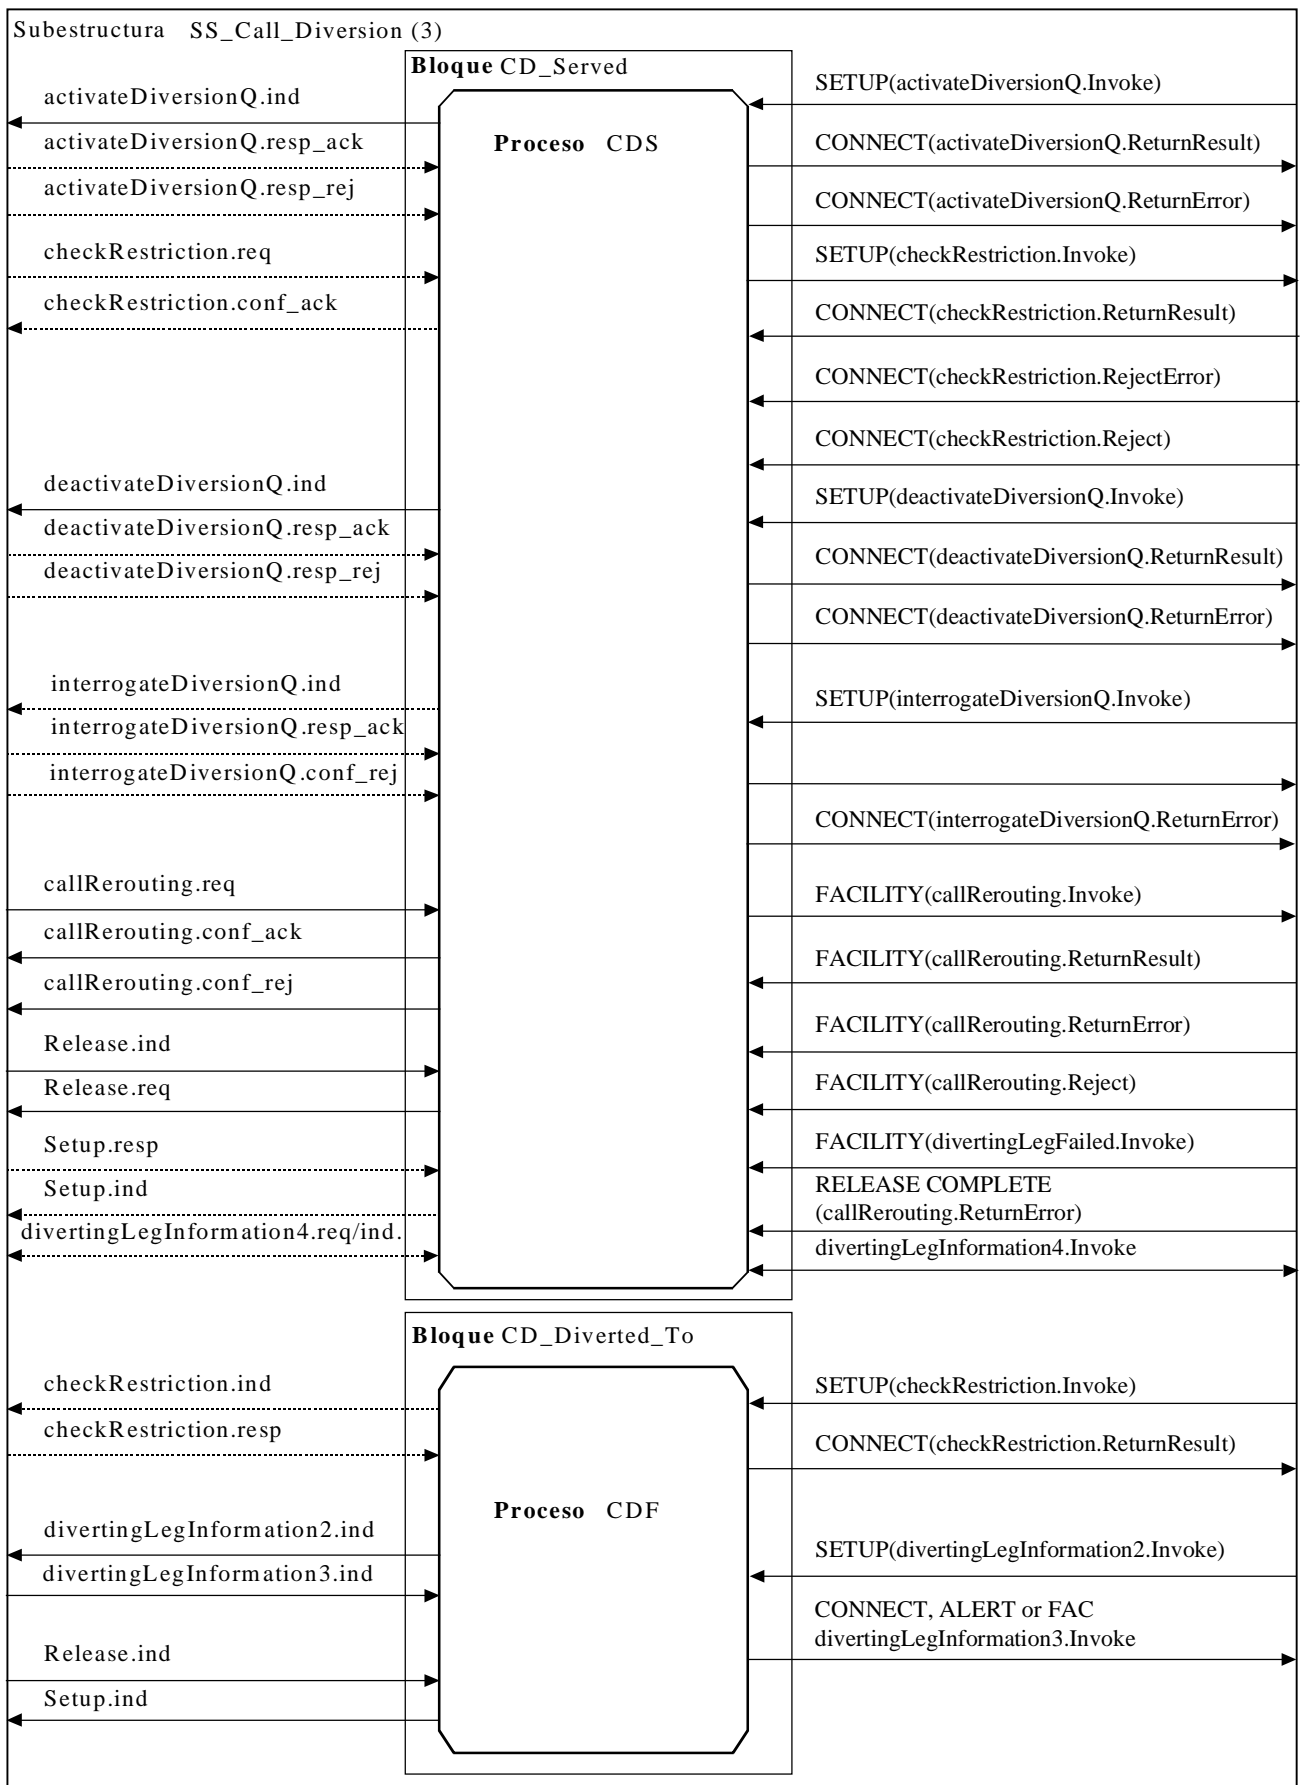 Subestructura SS_Call_Diversion (3)
Bloque CD_Served
Proceso CDS
activateDiversionQ.ind
activateDiversionQ.resp_ack
activateDiversionQ.resp_rej
checkRestriction.req
checkRestriction.conf_ack
deactivateDiversionQ.ind
deactivateDiversionQ.resp_ack
deactivateDiversionQ.resp_rej
interrogateDiversionQ.ind
interrogateDiversionQ.resp_ack
interrogateDiversionQ.conf_rej
callRerouting.req
callRerouting.conf_ack
callRerouting.conf_rej
Release.ind
Release.req
Setup.resp
Setup.ind
divertingLegInformation4.req/ind.
SETUP(activateDiversionQ.Invoke)
CONNECT(activateDiversionQ.ReturnResult)
CONNECT(activateDiversionQ.ReturnError)
SETUP(checkRestriction.Invoke)
CONNECT(checkRestriction.ReturnResult)
CONNECT(checkRestriction.RejectError)
CONNECT(checkRestriction.Reject)
SETUP(deactivateDiversionQ.Invoke)
CONNECT(deactivateDiversionQ.ReturnResult)
CONNECT(deactivateDiversionQ.ReturnError)
SETUP(interrogateDiversionQ.Invoke)
CONNECT(interrogateDiversionQ.ReturnError)
FACILITY(callRerouting.Invoke)
FACILITY(callRerouting.ReturnResult)
FACILITY(callRerouting.ReturnError)
FACILITY(callRerouting.Reject)
FACILITY(divertingLegFailed.Invoke)
RELEASE COMPLETE
(callRerouting.ReturnError)
divertingLegInformation4.Invoke
Bloque CD_Diverted_To
Proceso CDF
checkRestriction.ind
checkRestriction.resp
divertingLegInformation2.ind
divertingLegInformation3.ind
Release.ind
Setup.ind
SETUP(checkRestriction.Invoke)
CONNECT(checkRestriction.ReturnResult)
SETUP(divertingLegInformation2.Invoke)
CONNECT, ALERT or FAC
divertingLegInformation3.Invoke